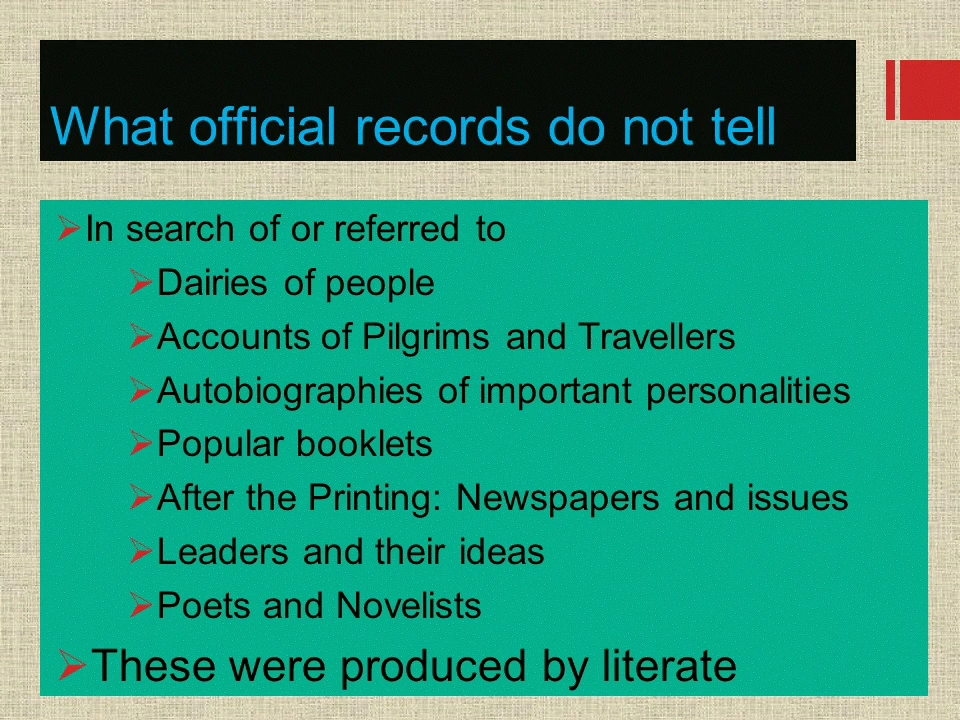 What official records do not tell
In search of or referred to
Dairies of people
Accounts of Pilgrims and Travellers
Autobiographies of important personalities
Popular booklets
After the Printing: Newspapers and issues
Leaders and their ideas
Poets and Novelists
These were produced by literate